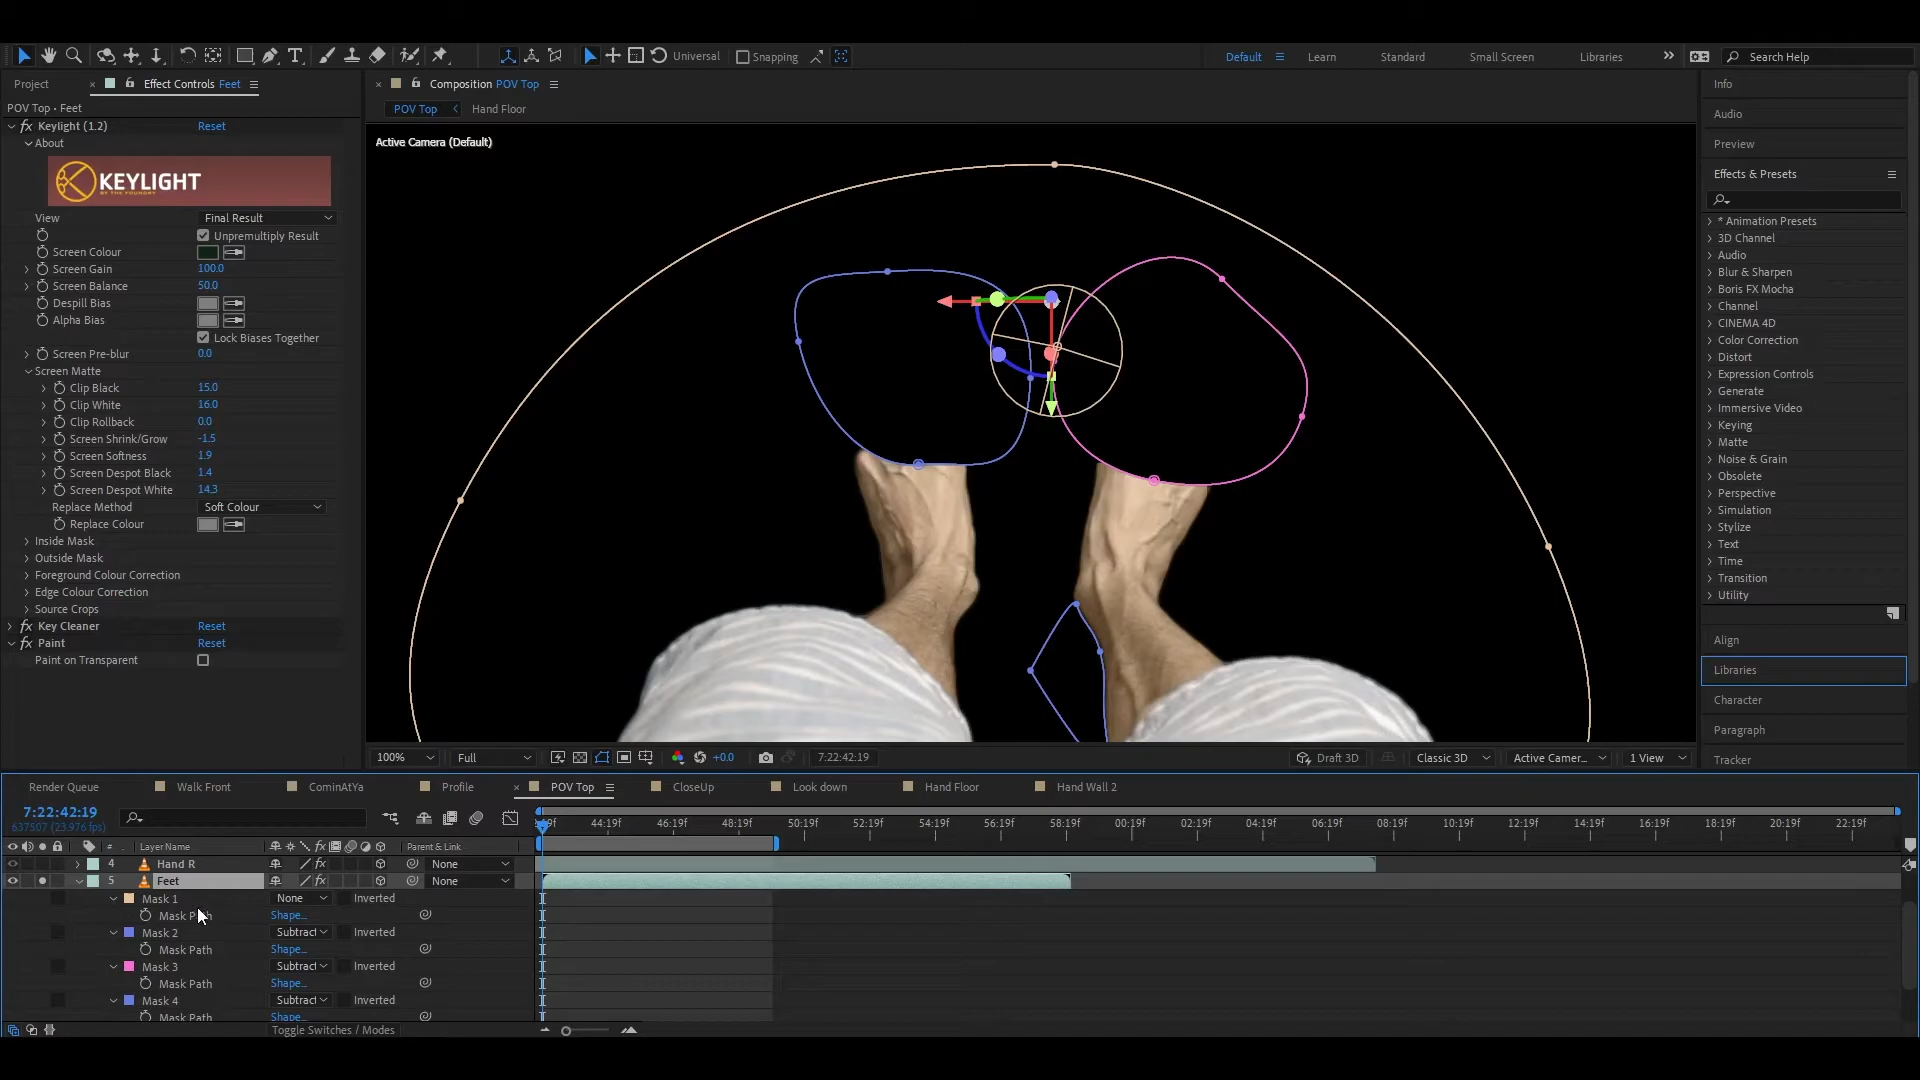 Universal
Snapping
Default
Learn
Standard
Small Screen
Libraries
Search Help
Project
Effect Controls Feet
Composition POV Top
POV Top • Feet
POV Top
Hand Floor
Keylight (1.2)
Reset
About
KEYLIGHT
BY THE FOUNDRY
View
Final Result
Unpremultiply Result
Screen Colour
Screen Gain
100.0
Screen Balance
50.0
Despill Bias
Alpha Bias
Lock Biases Together
Screen Pre-blur
0.0
Screen Matte
Clip Black
15.0
Clip White
16.0
Clip Rollback
0.0
Screen Shrink/Grow
-1.5
Screen Softness
1.9
Screen Despot Black
1.4
Screen Despot White
14.3
Replace Method
Soft Colour
Replace Colour
Inside Mask
Outside Mask
Foreground Colour Correction
Edge Colour Correction
Source Crops
Key Cleaner
Reset
Paint
Reset
Paint on Transparent
Active Camera (Default)
100%
Full
+0.0
7:22:42:19
Draft 3D
Classic 3D
Active Camer...
1 View
Info
Audio
Preview
Effects & Presets
* Animation Presets
3D Channel
Audio
Blur & Sharpen
Boris FX Mocha
Channel
CINEMA 4D
Color Correction
Distort
Expression Controls
Generate
Immersive Video
Keying
Matte
Noise & Grain
Obsolete
Perspective
Simulation
Stylize
Text
Time
Transition
Utility
Align
Libraries
Character
Paragraph
Tracker
Render Queue
Walk Front
CominAtYa
Profile
POV Top
CloseUp
Look down
Hand Floor
Hand Wall 2
7:22:42:19
637507 (23.976 fps)
44:19f
46:19f
48:19f
50:19f
52:19f
54:19f
56:19f
58:19f
00:19f
02:19f
04:19f
06:19f
08:19f
10:19f
12:19f
14:19f
16:19f
18:19f
20:19f
22:19f
#
Layer Name
Parent & Link
4
Hand R
None
5
Feet
None
Mask 1
None
Inverted
Shape...
Mask 2
Subtract
Inverted
Mask Path
Shape...
Mask 3
Subtract
Inverted
Mask Path
Shape...
Mask 4
Subtract
Inverted
Mask Path
Shape...
Toggle Switches / Modes